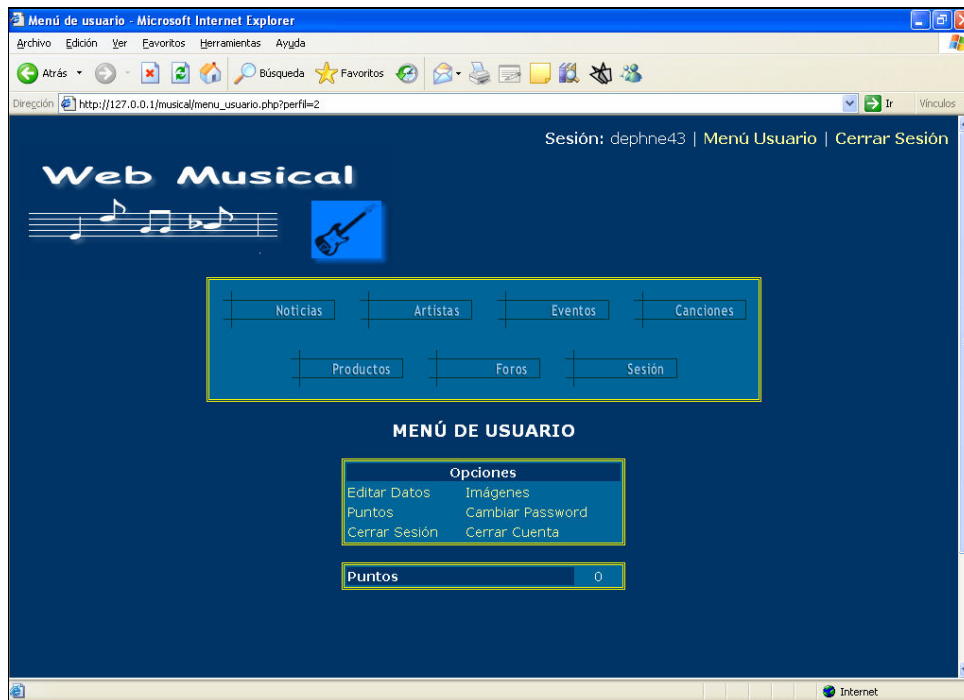 Menú de usuario - Microsoft Internet Explorer
Archivo Edición Ver Favoritos Herramientas Ayuda
Atrás Búsqueda Favoritos
Dirección http://127.0.0.1/musical/menu_usuario.php?perfil=2 Ir Vínculos
Sesión: dephne43 | Menú Usuario | Cerrar Sesión
Web Musical
Noticias Artistas Eventos Canciones
Productos Foros Sesión
MENÚ DE USUARIO
Opciones
Editar Datos Imágenes
Puntos Cambiar Password
Cerrar Sesión Cerrar Cuenta
Puntos 0
Internet